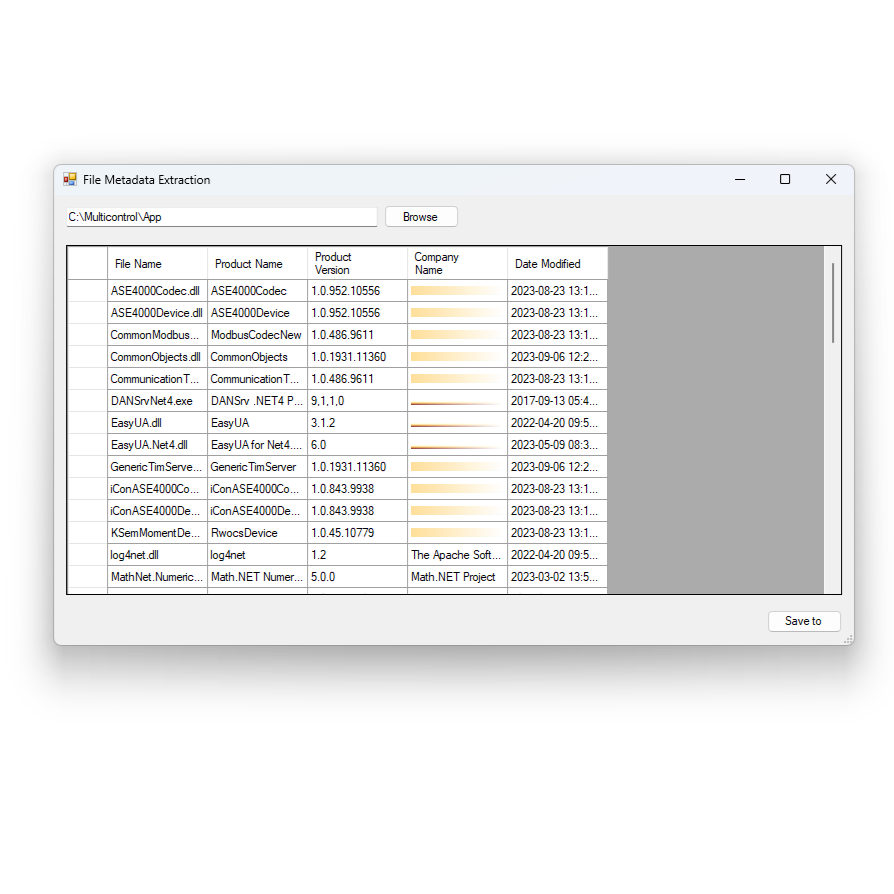 File Metadata Extraction
C:\Multicontrol\App
Browse
File Name Product Name Product Version Company Name Date Modified
ASE4000Codec.dll ASE4000Codec 1.0.952.10556 2023-08-23 13:1...
ASE4000Device.dll ASE4000Device 1.0.952.10556 2023-08-23 13:1...
CommonModbus... ModbusCodecNew 1.0.486.9611 2023-08-23 13:1...
CommonObjects.dll CommonObjects 1.0.1931.11360 2023-09-06 12:2...
CommunicationT... CommunicationT... 1.0.486.9611 2023-08-23 13:1...
DANSrvNet4.exe DANSrv .NET4 P... 9,1,1,0 2017-09-13 05:4...
EasyUA.dll EasyUA 3.1.2 2022-04-20 09:5...
EasyUA.Net4.dll EasyUA for Net4.... 6.0 2023-05-09 08:3...
GenericTimServe... GenericTimServer 1.0.1931.11360 2023-09-06 12:2...
iConASE4000Co... iConASE4000Co... 1.0.843.9938 2023-08-23 13:1...
iConASE4000De... iConASE4000De... 1.0.843.9938 2023-08-23 13:1...
KSemMomentDe... RwocsDevice 1.0.45.10779 2023-08-23 13:1...
log4net.dll log4net 1.2 The Apache Soft... 2022-04-20 09:5...
MathNet.Numeric... Math.NET Numer... 5.0.0 Math.NET Project 2023-03-02 13:5...
Save to